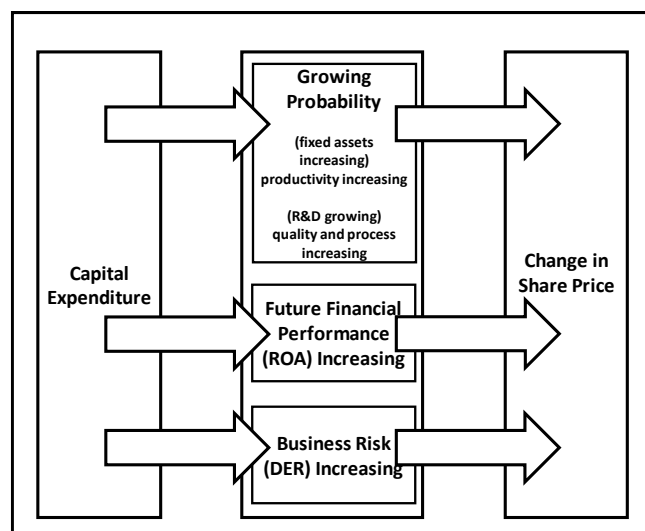 Capital
Expenditure
Growing
Probability
(fixed assets
increasing)
productivity increasing
(R&D growing)
quality and process
increasing
Future Financial
Performance
(ROA) Increasing
Business Risk
(DER) Increasing
Change in
Share Price